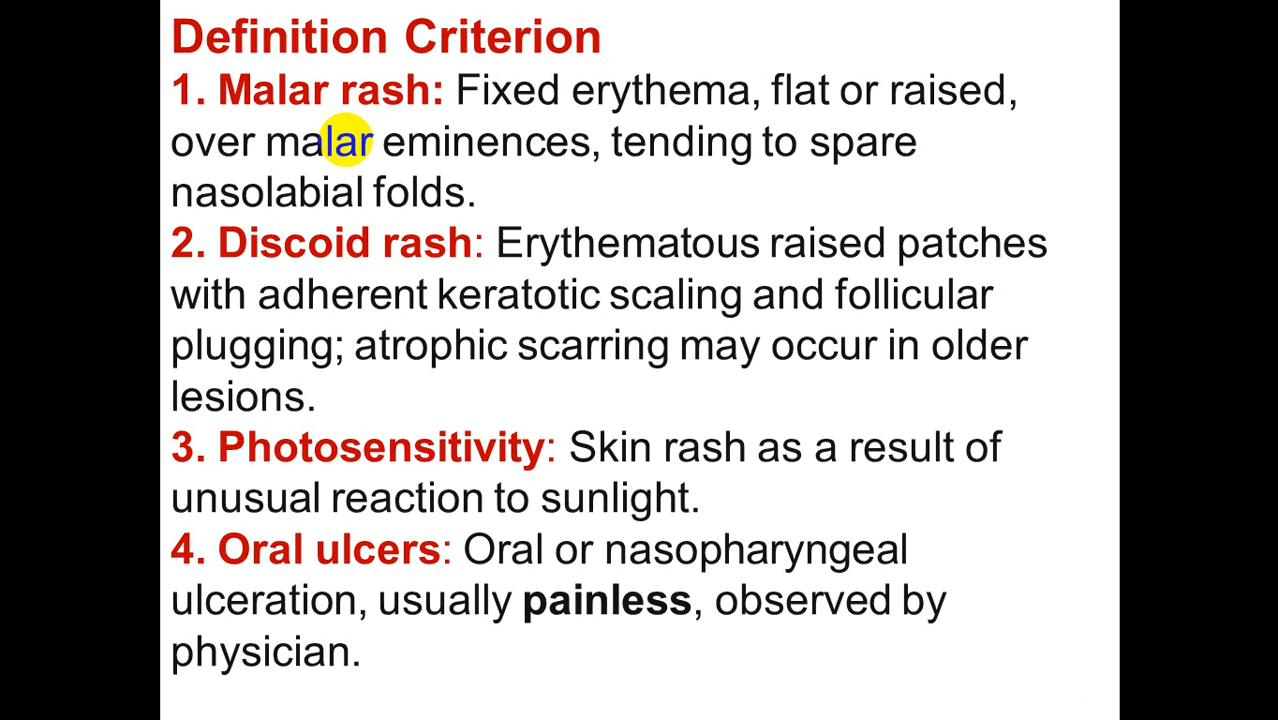 Definition Criterion
1. Malar rash: Fixed erythema, flat or raised,
over malar eminences, tending to spare
nasolabial folds.
2. Discoid rash: Erythematous raised patches
with adherent keratotic scaling and follicular
plugging; atrophic scarring may occur in older
lesions.
3. Photosensitivity: Skin rash as a result of
unusual reaction to sunlight.
4. Oral ulcers: Oral or nasopharyngeal
ulceration, usually painless, observed by
physician.